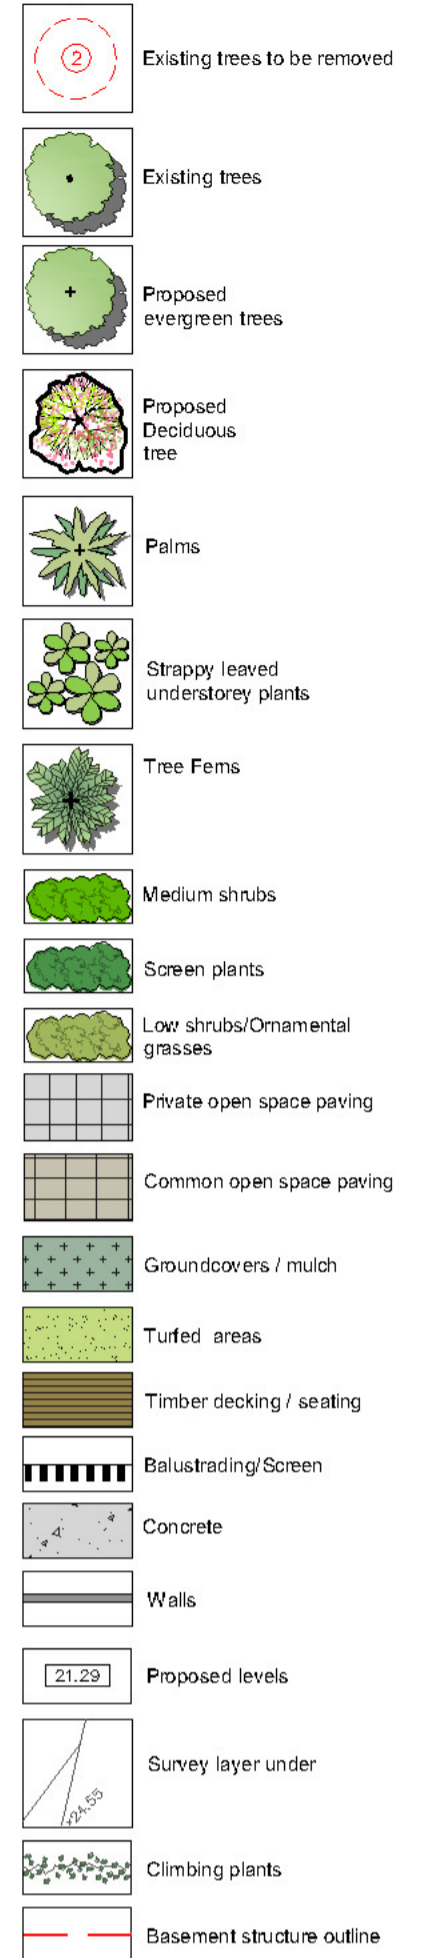 2
Existing trees to be removed
Existing trees
Proposed
evergreen trees
Proposed
Deciduous
tree
Palms
Strappy leaved
understorey plants
Tree Ferns
Medium shrubs
Screen plants
Low shrubs/Ornamental
grasses
Private open space paving
Common open space paving
Groundcovers / mulch
Turfed areas
Timber decking / seating
Balustrading/Screen
Concrete
Walls
21.29
Proposed levels
Survey layer under
+24.55
Climbing plants
Basement structure outline